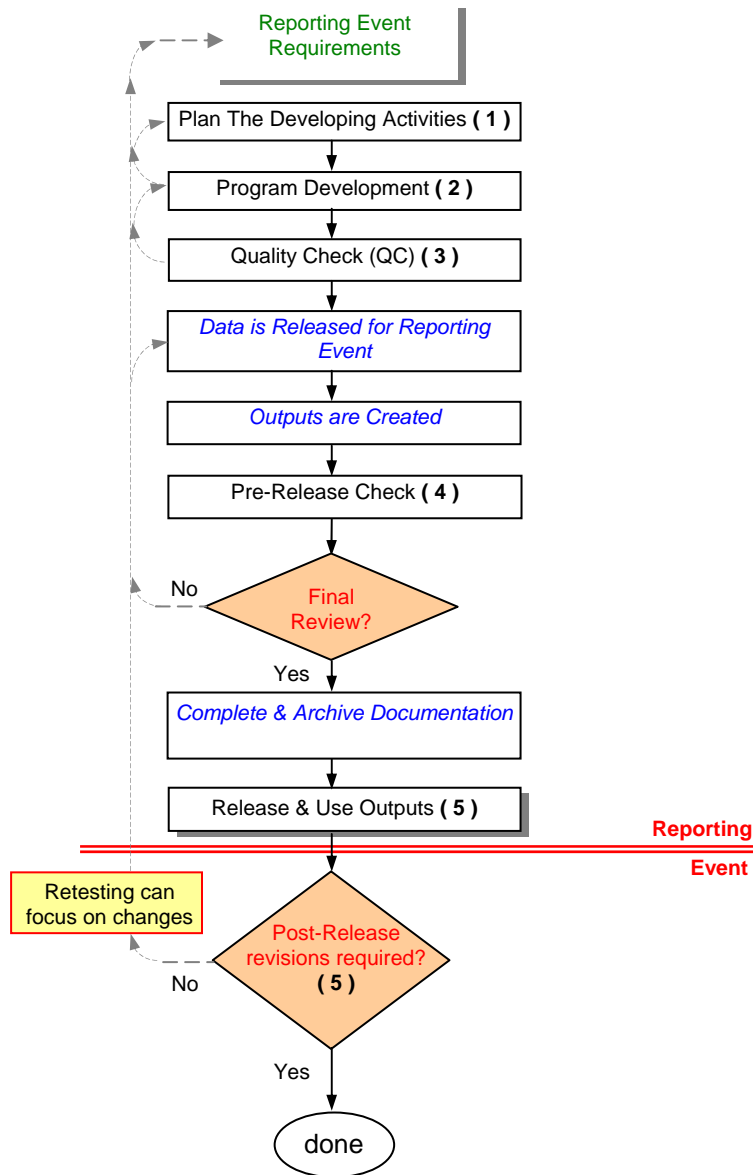 Reporting Event
Requirements
Plan The Developing Activities ( 1 )
Program Development ( 2 )
Quality Check (QC) ( 3 )
Data is Released for Reporting
Event
Outputs are Created
Pre-Release Check ( 4 )
No
Final
Review?
Yes
Complete & Archive Documentation
Release & Use Outputs ( 5 )
Reporting
Event
Retesting can
focus on changes
Post-Release
revisions required?
( 5 )
No
Yes
done